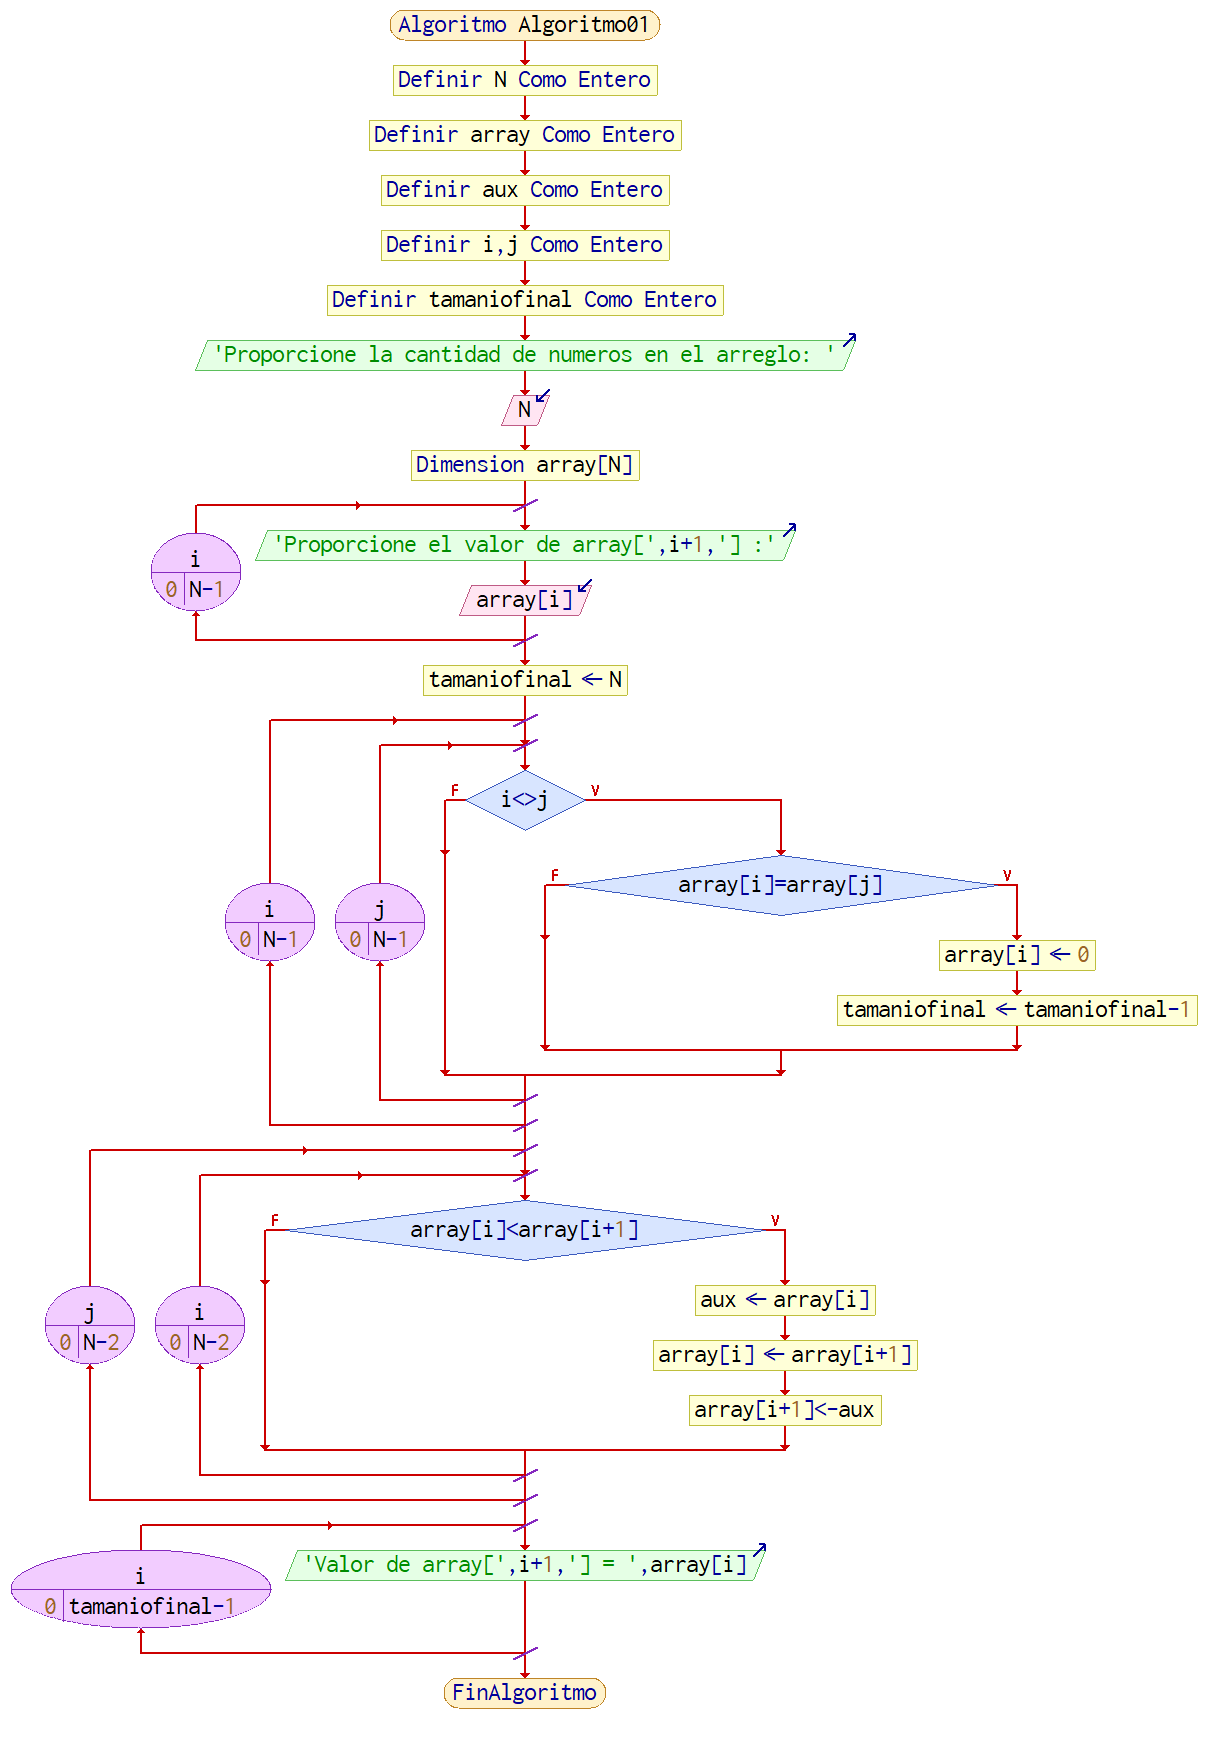 Algoritmo Algoritmo01
Definir N Como Entero
Definir array Como Entero
Definir aux Como Entero
Definir i,j Como Entero
Definir tamaniofinal Como Entero
'Proporcione la cantidad de numeros en el arreglo: '
N
Dimension array[N]
i
0 N-1
'Proporcione el valor de array[',i+1,'] :'
array[i]
tamaniofinal ← N
i
0 N-1
j
0 N-1
F i<>j V
F array[i]=array[j] V
array[i] ← 0
tamaniofinal ← tamaniofinal-1
j
0 N-2
i
0 N-2
F array[i]<array[i+1] V
aux ← array[i]
array[i] ← array[i+1]
array[i+1]<-aux
i
0 tamaniofinal-1
'Valor de array[',i+1,'] = ',array[i]
FinAlgoritmo